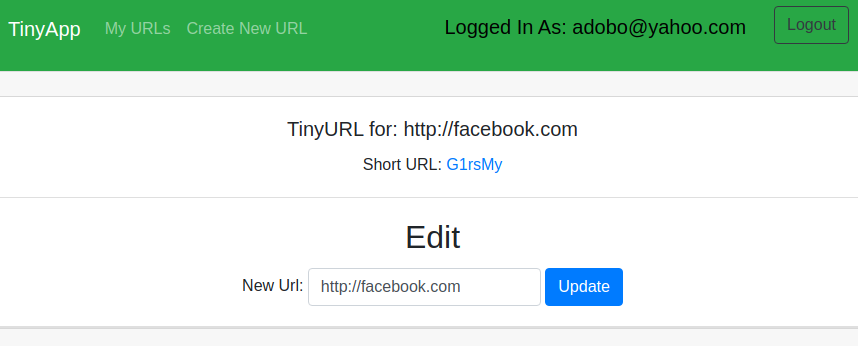 TinyApp My URLs Create New URL Logged In As: adobo@yahoo.com Logout
TinyURL for: http://facebook.com
Short URL: G1rsMy
Edit
New Url: http://facebook.com Update